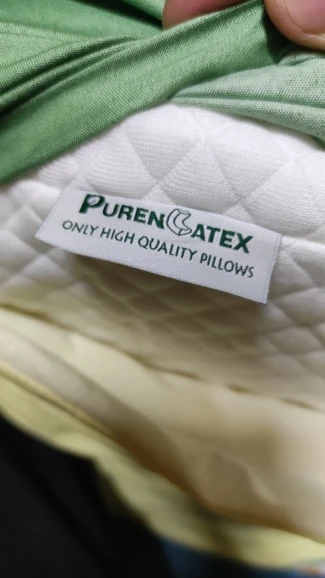 PURENLATEX
ONLY HIGH QUALITY PILLOWS